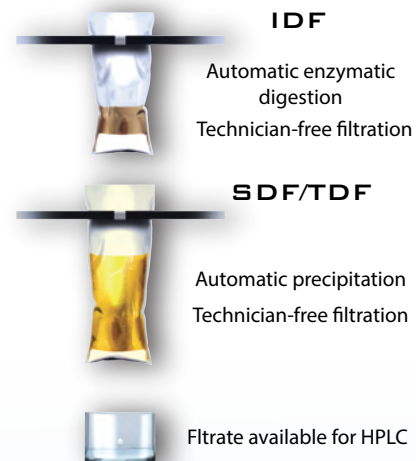 IDF
Automatic enzymatic
digestion
Technician-free filtration
SDF/TDF
Automatic precipitation
Technician-free filtration
Fltrate available for HPLC